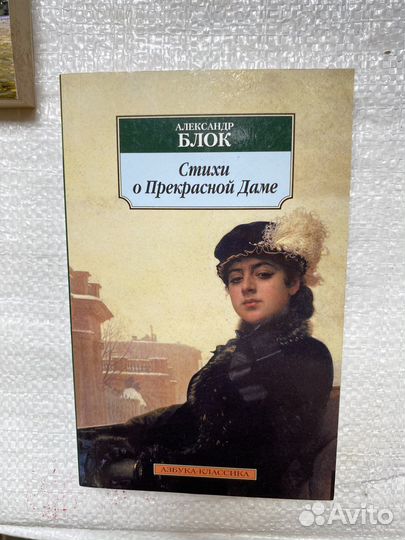 АЛЕКСАНДР
БЛОК
Стихи
о Прекрасной Даме
АЗБУКА-КЛАССИКА
Avito